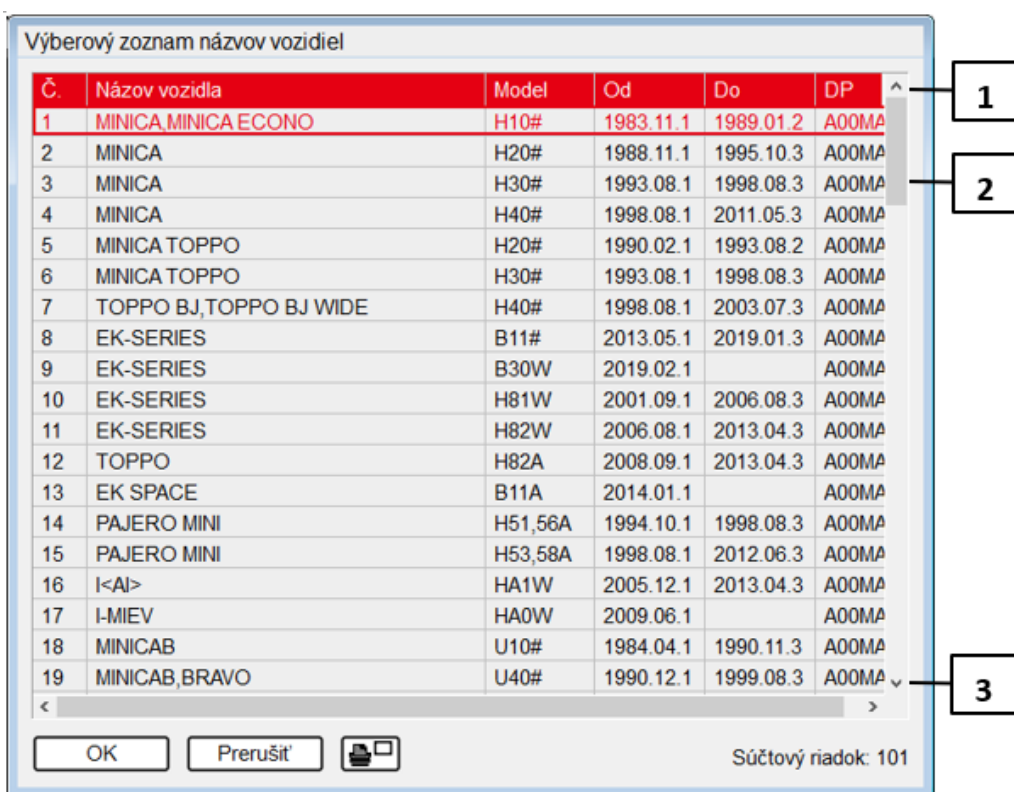 Výberový zoznam názvov vozidiel
Č. Názov vozidla Model Od Do DP
1 MINICA,MINICA ECONO H10# 1983.11.1 1989.01.2 A00MA
2 MINICA H20# 1988.11.1 1995.10.3 A00MA
3 MINICA H30# 1993.08.1 1998.08.3 A00MA
4 MINICA H40# 1998.08.1 2011.05.3 A00MA
5 MINICA TOPPO H20# 1990.02.1 1993.08.2 A00MA
6 MINICA TOPPO H30# 1993.08.1 1998.08.3 A00MA
7 TOPPO BJ,TOPPO BJ WIDE H40# 1998.08.1 2003.07.3 A00MA
8 EK-SERIES B11# 2013.05.1 2019.01.3 A00MA
9 EK-SERIES B30W 2019.02.1 A00MA
10 EK-SERIES H81W 2001.09.1 2006.08.3 A00MA
11 EK-SERIES H82W 2006.08.1 2013.04.3 A00MA
12 TOPPO H82A 2008.09.1 2013.04.3 A00MA
13 EK SPACE B11A 2014.01.1 A00MA
14 PAJERO MINI H51,56A 1994.10.1 1998.08.3 A00MA
15 PAJERO MINI H53,58A 1998.08.1 2012.06.3 A00MA
16 I<AI> HA1W 2005.12.1 2013.04.3 A00MA
17 I-MIEV HA0W 2009.06.1 A00MA
18 MINICAB U10# 1984.04.1 1990.11.3 A00MA
19 MINICAB,BRAVO U40# 1990.12.1 1999.08.3 A00MA
OK Prerušiť Súčtový riadok: 101
1
2
3